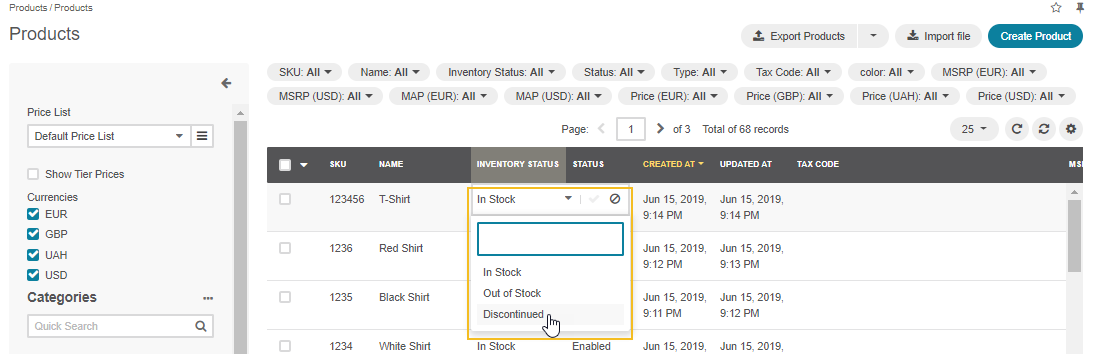 Products / Products
Products
Export Products
Import file
Create Product
Price List
Default Price List
Show Tier Prices
Currencies
EUR
GBP
UAH
USD
Categories
Quick Search
SKU: All Name: All Inventory Status: All Status: All Type: All Tax Code: All color: All MSRP (EUR): All
MSRP (USD): All MAP (EUR): All MAP (USD): All Price (EUR): All Price (GBP): All Price (UAH): All Price (USD): All
Page: 1 of 3 Total of 68 records 25
SKU NAME INVENTORY STATUS STATUS CREATED AT UPDATED AT TAX CODE
123456 T-Shirt In Stock Jun 15, 2019, Jun 15, 2019,
9:14 PM 9:14 PM
1236 Red Shirt Jun 15, 2019, Jun 15, 2019,
9:12 PM 9:13 PM
In Stock
Out of Stock
Discontinued
1235 Black Shirt Jun 15, 2019, Jun 15, 2019,
9:11 PM 9:12 PM
1234 White Shirt In Stock Enabled Jun 15, 2019, Jun 15, 2019,